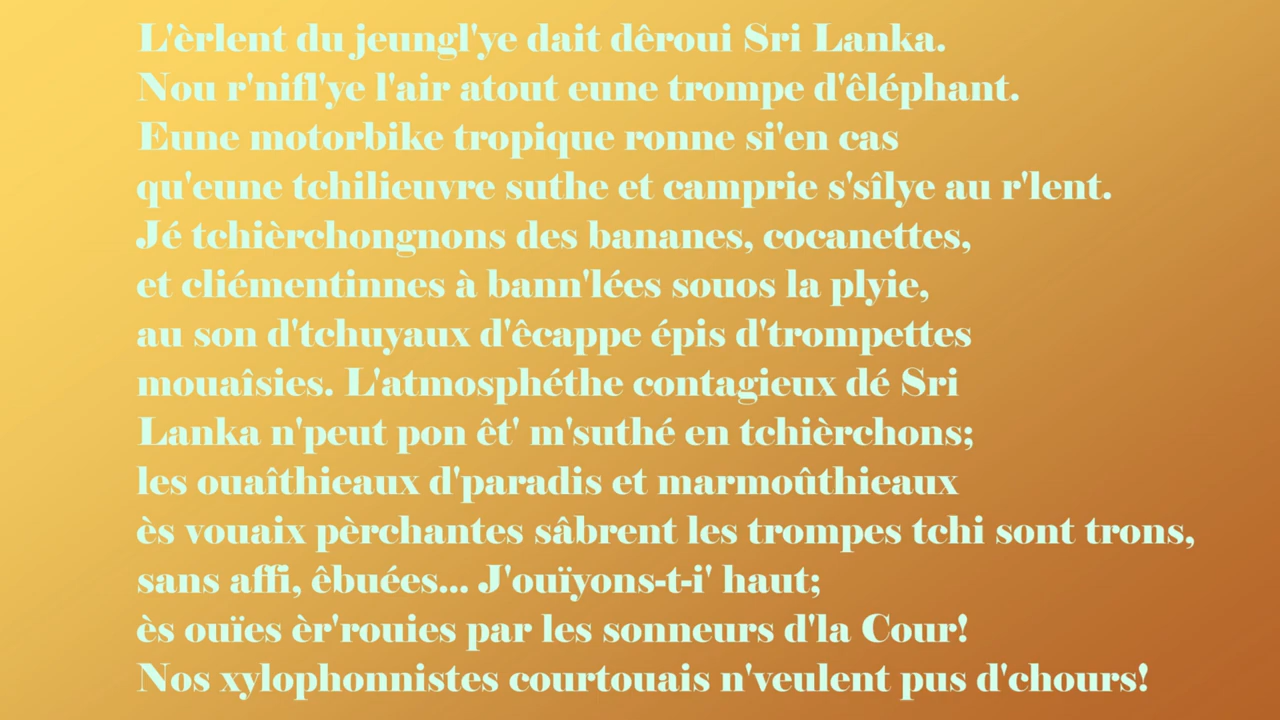 L'èrlent du jeungl'ye dait dêroui Sri Lanka.
Nou r'nifl'ye l'air atout eune trompe d'êléphant.
Eune motorbike tropique ronne si'en cas
qu'eune tchilieuvre suthe et camprie s'sîlye au r'lent.
Jé tchièrchongnons des bananes, cocanettes,
et cliémentinnes à bann'lées souos la plyie,
au son d'tchuyaux d'êcappe épis d'trompettes
mouaîsies. L'atmosphéthe contagieux dé Sri
Lanka n'peut pon êt' m'suthé en tchièrchons;
les ouaîthieaux d'paradis et marmoûthieaux
ès vouaix pèrchantes sâbrent les trompes tchi sont trons,
sans affi, êbuées... J'ouïyons-t-i' haut;
ès ouïes èr'rouies par les sonneurs d'la Cour!
Nos xylophonnistes courtouais n'veulent pus d'chours!